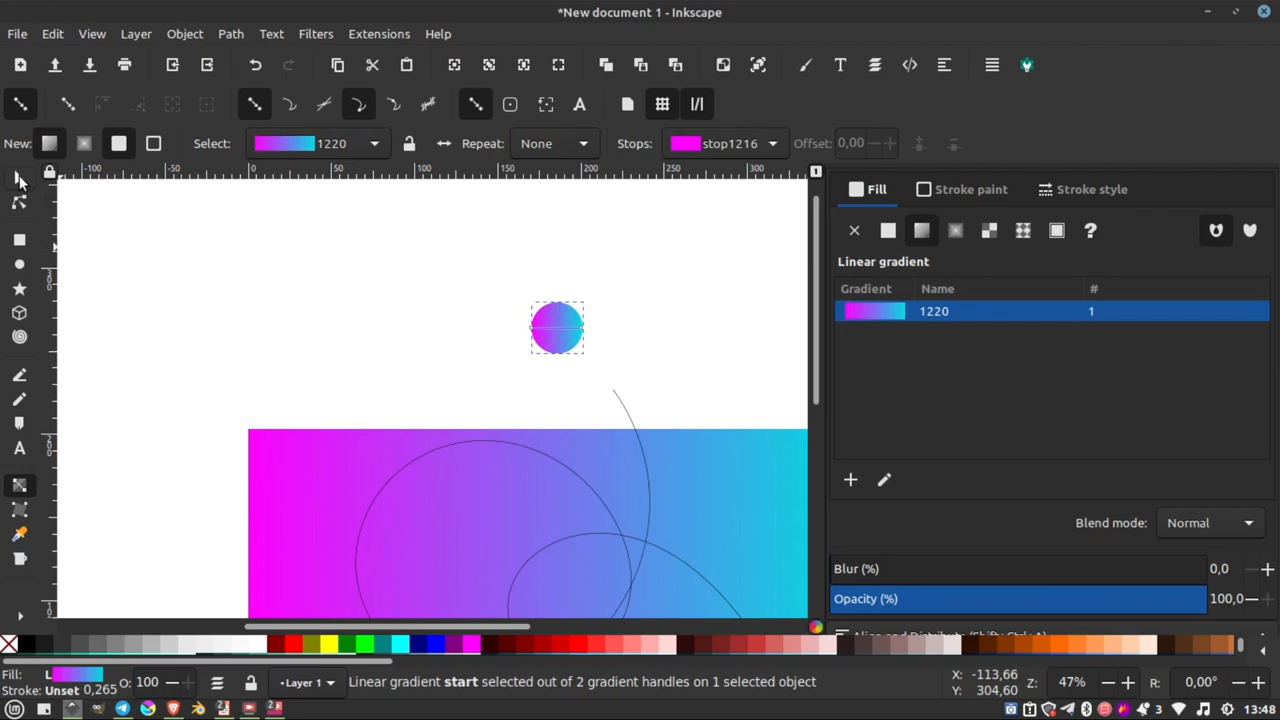 *New document 1 - Inkscape
File Edit View Layer Object Path Text Filters Extensions Help
New: Select: 1220 Repeat: None Stops: stop1216 Offset: 0,00
-100 -50 0 50 100 150 200 250 300
Fill Stroke paint Stroke style
Linear gradient
Gradient Name #
1220 1
Blend mode: Normal
Blur (%) 0,0
Opacity (%) 100,0
Fill: L
Stroke: Unset 0,265 O: 100 Layer 1 Linear gradient start selected out of 2 gradient handles on 1 selected object X: -113,66 Y: 304,60 Z: 47% R: 0,00°
3 13:48